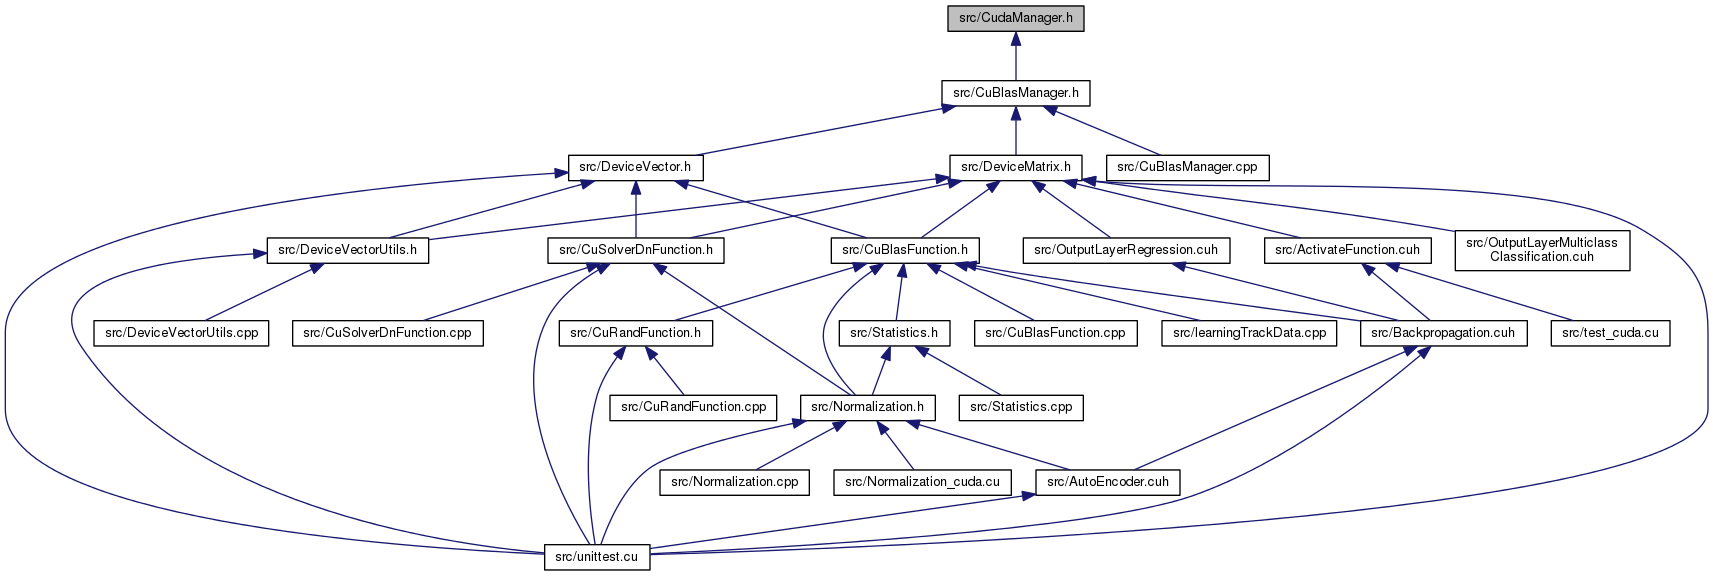 src/CudaManager.h
src/CuBlasManager.h
src/DeviceVector.h
src/DeviceMatrix.h
src/CuBlasManager.cpp
src/DeviceVectorUtils.h
src/CuSolverDnFunction.h
src/CuBlasFunction.h
src/OutputLayerRegression.cuh
src/ActivateFunction.cuh
src/OutputLayerMulticlass
Classification.cuh
src/DeviceVectorUtils.cpp
src/CuSolverDnFunction.cpp
src/CuRandFunction.h
src/Statistics.h
src/CuBlasFunction.cpp
src/learningTrackData.cpp
src/Backpropagation.cuh
src/test_cuda.cu
src/CuRandFunction.cpp
src/Normalization.h
src/Statistics.cpp
src/Normalization.cpp
src/Normalization_cuda.cu
src/AutoEncoder.cuh
src/unittest.cu